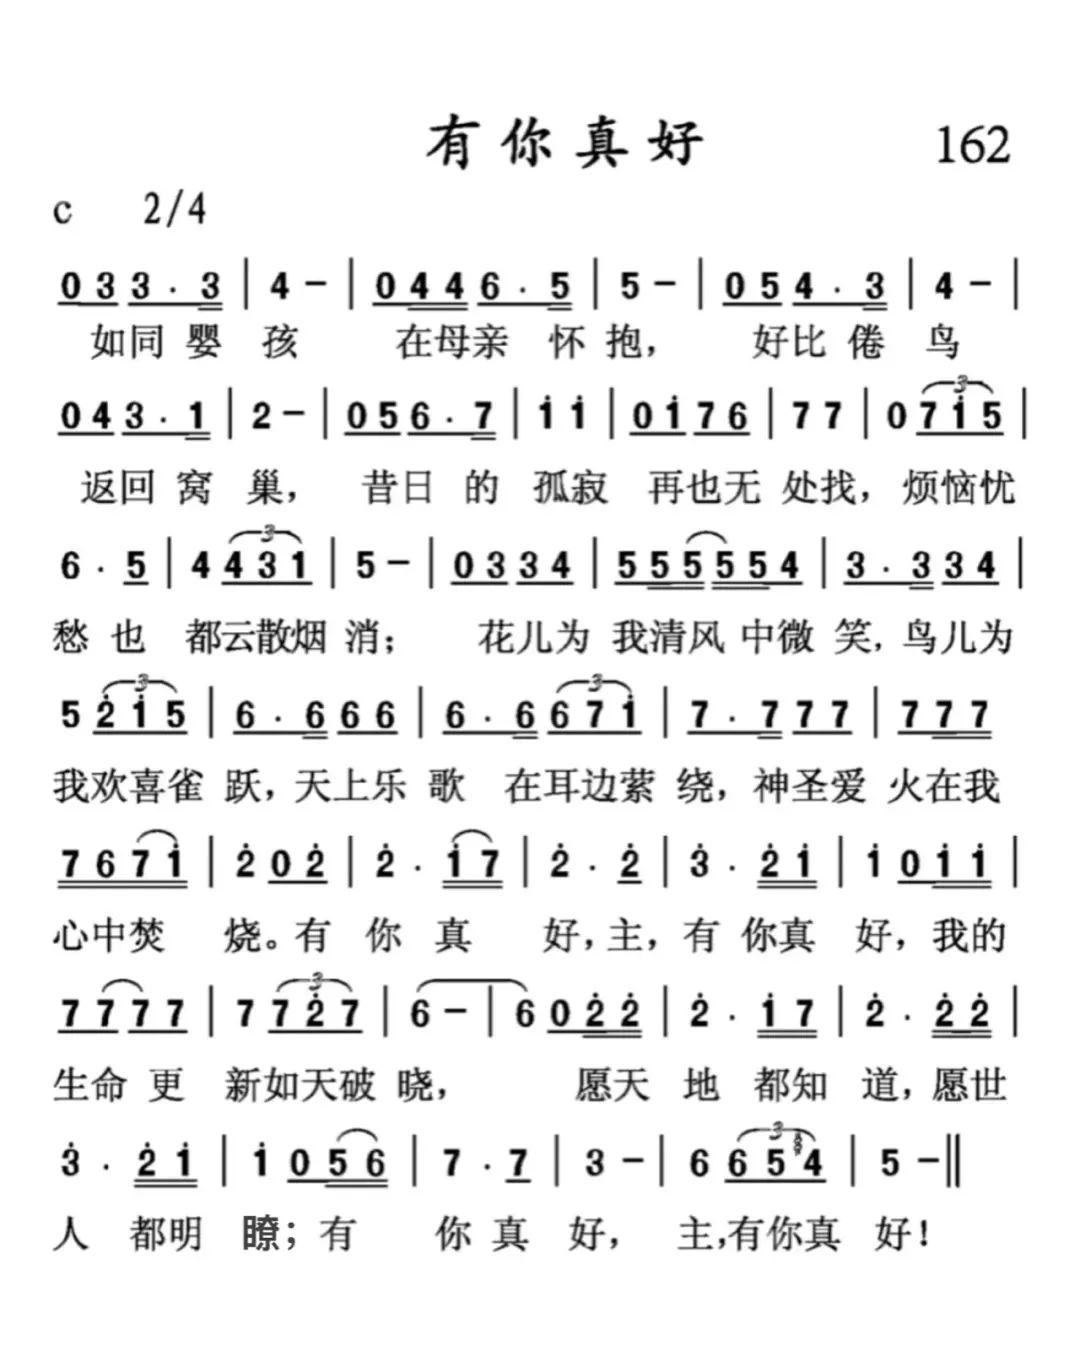 有你真好 162
c 2/4
0 3 3 . 3 | 4 - | 0 4 4 6 . 5 | 5 - | 0 5 4 . 3 | 4 - |
如同 婴 孩 在母亲 怀 抱， 好比 倦 鸟
3
0 4 3 . 1 | 2 - | 0 5 6 . 7 | i i | 0 i 7 6 | 7 7 | 0 7 i 5 |
返回 窝 巢， 昔日 的 孤寂 再也无 处找，烦恼忧
3
6 . 5 | 4 4 3 1 | 5 - | 0 3 3 4 | 5 5 5 5 5 4 | 3 . 3 3 4 |
愁 也 都云散烟 消； 花儿为 我清风 中微 笑，鸟儿为
3 3
5 2̇ i 5 | 6 . 6 6 6 | 6 . 6 6 7 i | 7 . 7 7 7 | 7 7 7
我欢喜雀 跃，天上乐 歌 在耳边萦 绕，神圣爱 火在我
7 6 7 i | 2̇ 0 2̇ | 2̇ . i 7 | 2̇ . 2̇ | 3̇ . 2̇ i | i 0 i i |
心中焚 烧。有 你 真 好，主，有 你真 好，我的
3
7 7 7 7 | 7 7 2̇ 7 | 6 - | 6 0 2̇ 2̇ | 2̇ . i 7 | 2̇ . 2̇ 2̇ |
生命 更 新如天破 晓， 愿天 地 都知 道，愿世
3
3̇ . 2̇ i | i 0 5 6 | 7 . 7 | 3 - | 6 6 5 4 | 5 - ‖
人 都明 瞭；有 你 真 好， 主，有你真 好！